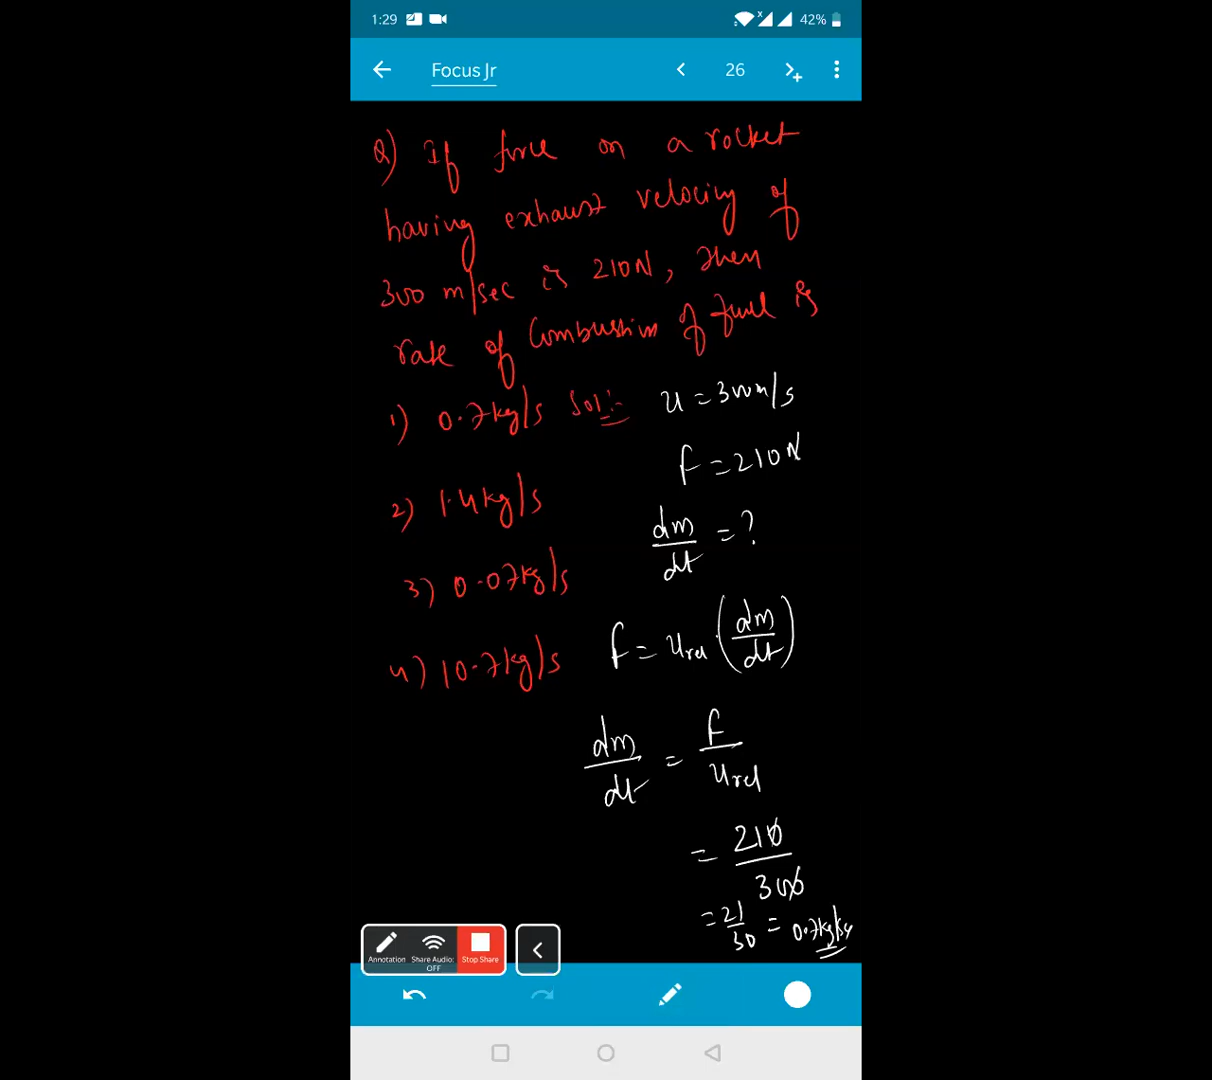 1:29
42%
Focus Jr
26
Q) If force on a rocket
having exhaust velocity of
300 m/sec is 210N, then
rate of Combustion of fuel is
1) 0.7kg/s
2) 1.4kg/s
3) 0.07kg/s
4) 10.7kg/s
Sol:-
u = 300m/s
F = 210N
dm/dt = ?
F = u rel (dm/dt)
dm/dt = F/u rel
= 210/300
= 21/30 = 0.7kg/s
Annotation
Share Audio: OFF
Stop Share